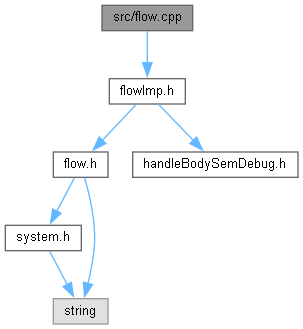 src/flow.cpp
flowImp.h
flow.h
handleBodySemDebug.h
system.h
string